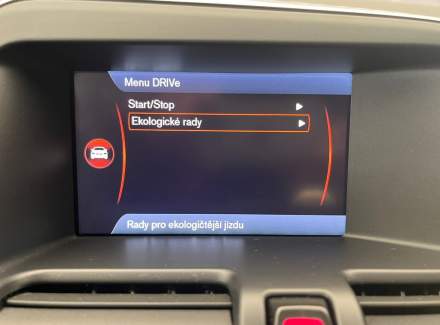 Menu DRIVe
Start/Stop
Ekologické rady
Rady pro ekologičtější jízdu